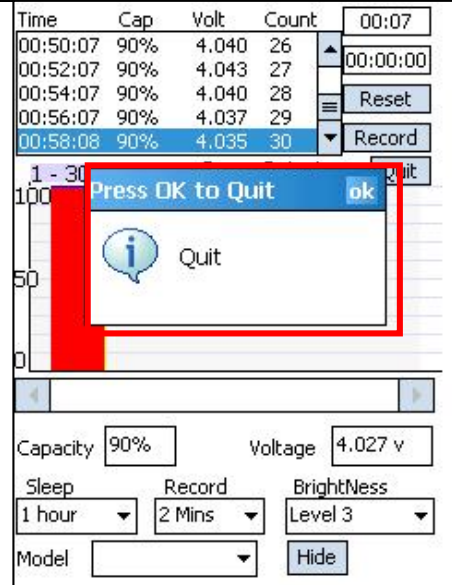 Time Cap Volt Count 00:07
00:50:07 90% 4.040 26
00:52:07 90% 4.043 27 00:00:00
00:54:07 90% 4.040 28 Reset
00:56:07 90% 4.037 29
00:58:08 90% 4.035 30 Record
1 - 30 Quit
100 Press OK to Quit ok
Quit
50
0
Capacity 90% Voltage 4.027 v
Sleep Record BrightNess
1 hour 2 Mins Level 3
Model Hide